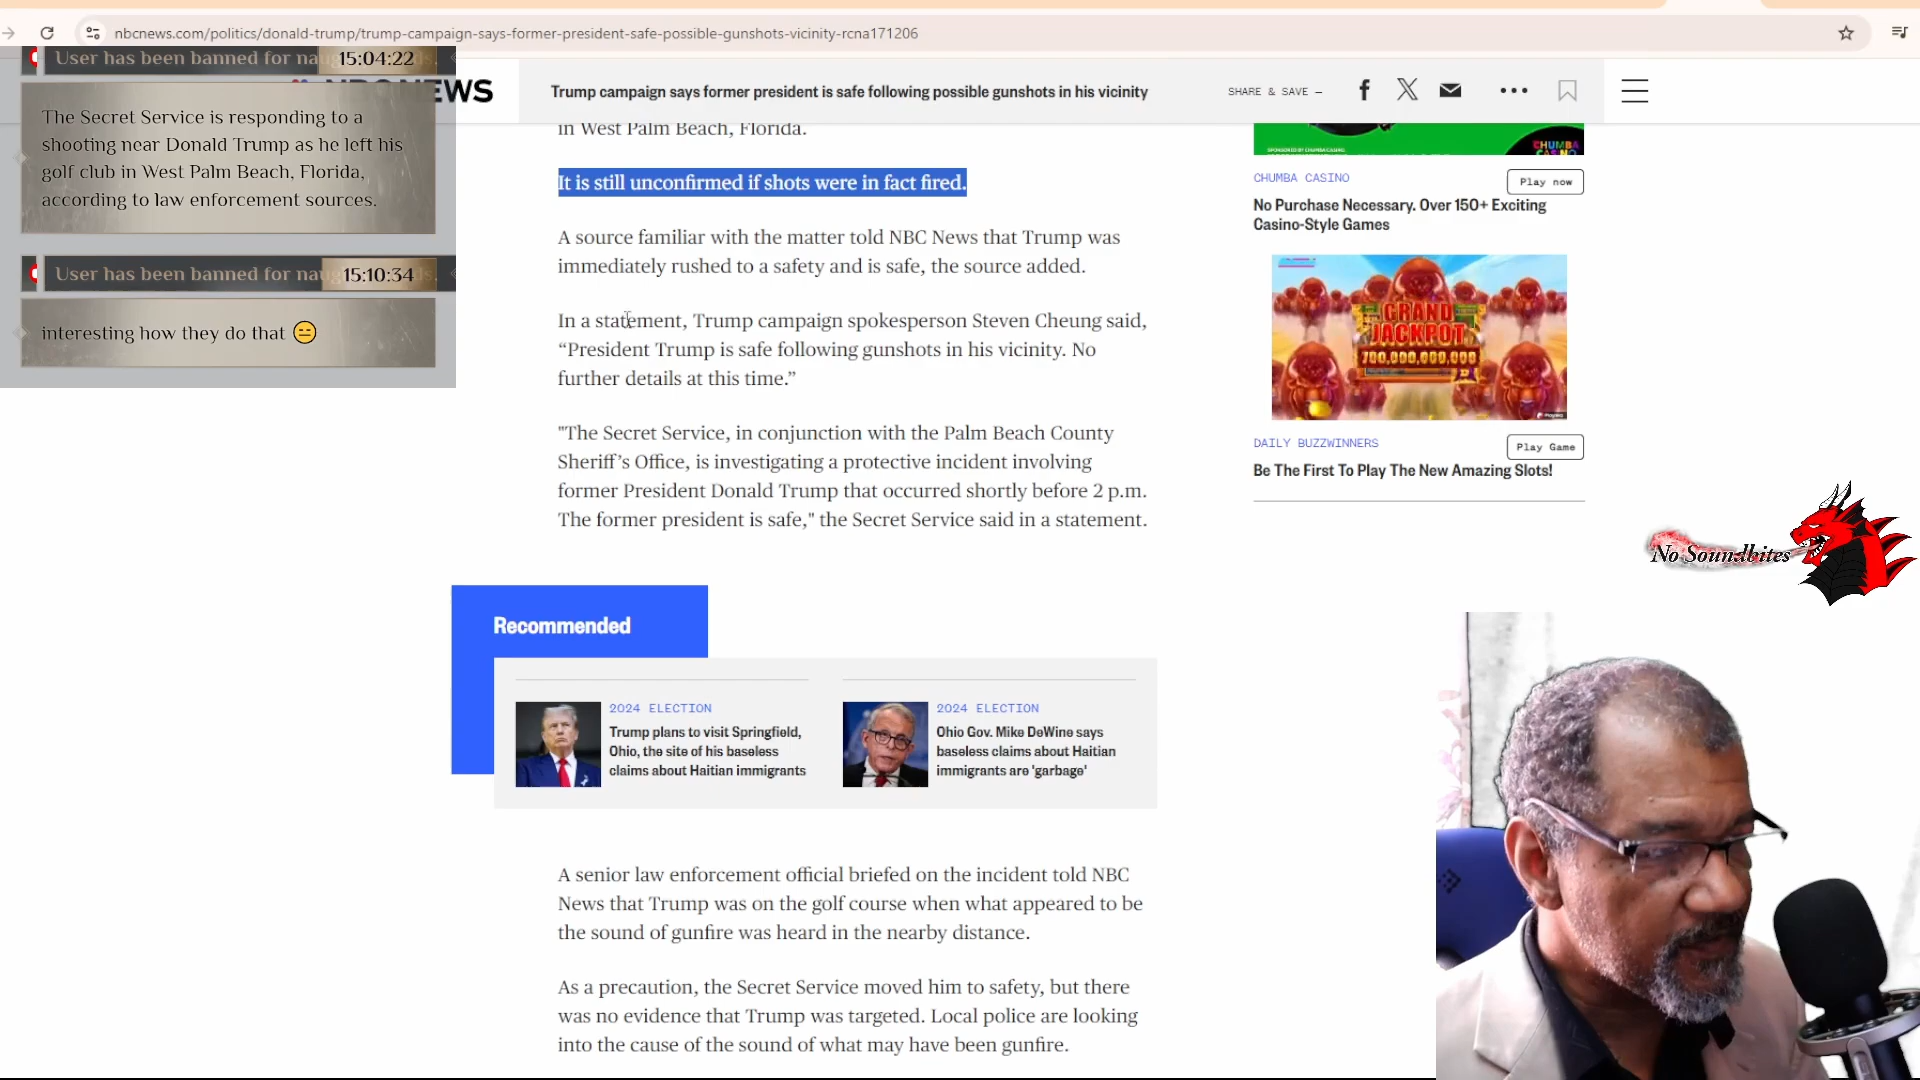 nbcnews.com/politics/donald-trump/trump-campaign-says-former-president-safe-possible-gunshots-vicinity-rcna171206
User has been banned for 15:04:22
The Secret Service is responding to a
shooting near Donald Trump as he left his
golf club in West Palm Beach, Florida,
according to law enforcement sources.
User has been banned for 15:10:34
interesting how they do that 😑
Trump campaign says former president is safe following possible gunshots in his vicinity
SHARE & SAVE —
in West Palm Beach, Florida.
It is still unconfirmed if shots were in fact fired.
A source familiar with the matter told NBC News that Trump was
immediately rushed to a safety and is safe, the source added.
In a statement, Trump campaign spokesperson Steven Cheung said,
“President Trump is safe following gunshots in his vicinity. No
further details at this time.”
"The Secret Service, in conjunction with the Palm Beach County
Sheriff’s Office, is investigating a protective incident involving
former President Donald Trump that occurred shortly before 2 p.m.
The former president is safe," the Secret Service said in a statement.
Recommended
2024 ELECTION
Trump plans to visit Springfield,
Ohio, the site of his baseless
claims about Haitian immigrants
2024 ELECTION
Ohio Gov. Mike DeWine says
baseless claims about Haitian
immigrants are 'garbage'
A senior law enforcement official briefed on the incident told NBC
News that Trump was on the golf course when what appeared to be
the sound of gunfire was heard in the nearby distance.
As a precaution, the Secret Service moved him to safety, but there
was no evidence that Trump was targeted. Local police are looking
into the cause of the sound of what may have been gunfire.
SPONSORED BY CHUMBACASINO.
CHUMBA
CASINO
CHUMBA CASINO
Play now
No Purchase Necessary. Over 150+ Exciting
Casino-Style Games
GRAND
JACKPOT
700,000,000,000
DAILY BUZZWINNERS
Play Game
Be The First To Play The New Amazing Slots!
No Soundbites